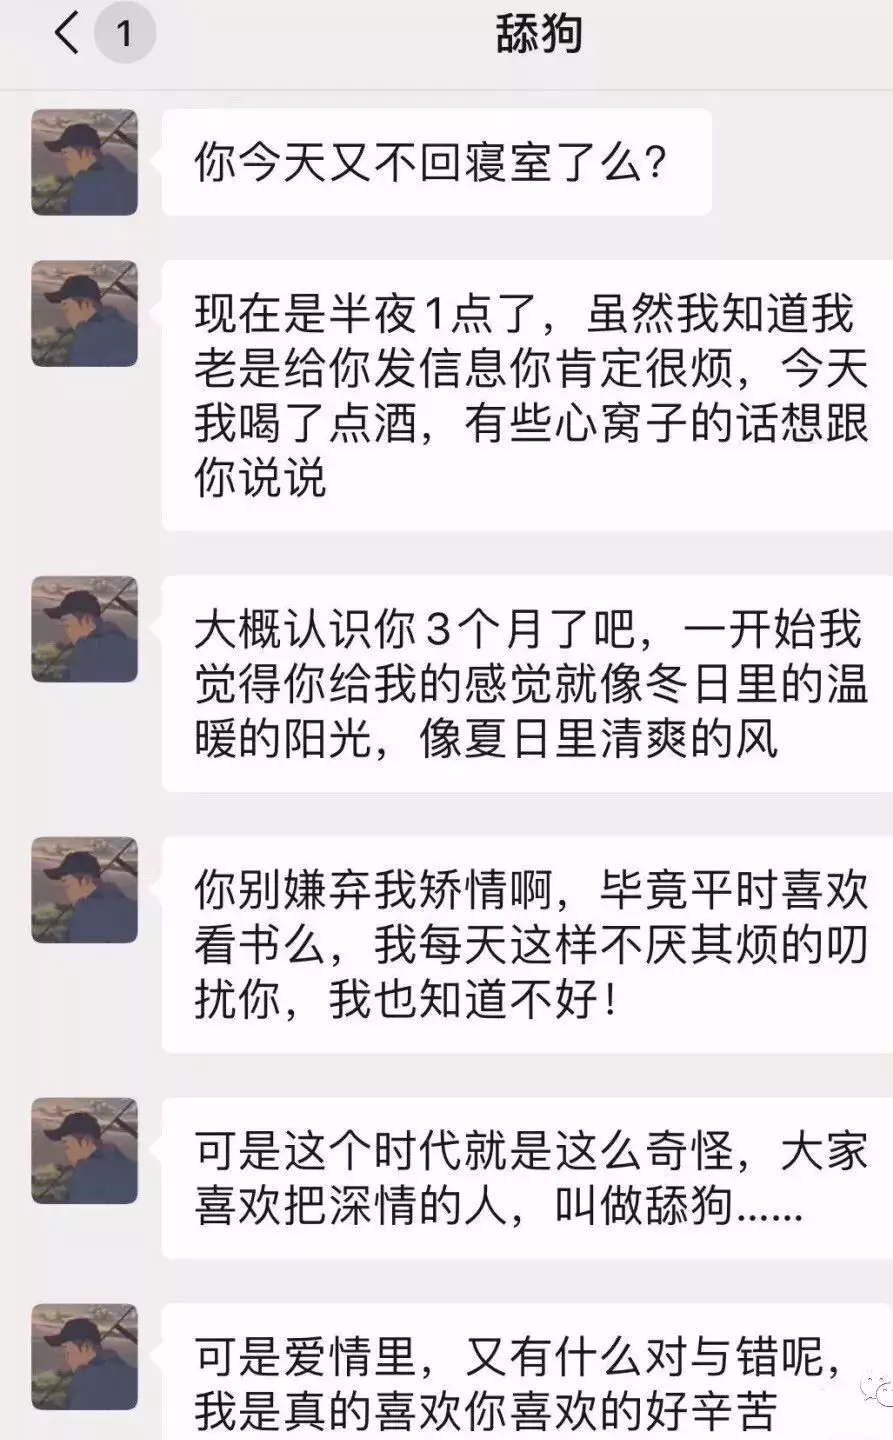 1
舔狗
你今天又不回寝室了么?
现在是半夜1点了，虽然我知道我
老是给你发信息你肯定很烦，今天
我喝了点酒，有些心窝子的话想跟
你说说
大概认识你3个月了吧，一开始我
觉得你给我的感觉就像冬日里的温
暖的阳光，像夏日里清爽的风
你别嫌弃我矫情啊，毕竟平时喜欢
看书么，我每天这样不厌其烦的叨
扰你，我也知道不好！
可是这个时代就是这么奇怪，大家
喜欢把深情的人，叫做舔狗......
可是爱情里，又有什么对与错呢，
我是真的喜欢你喜欢的好辛苦